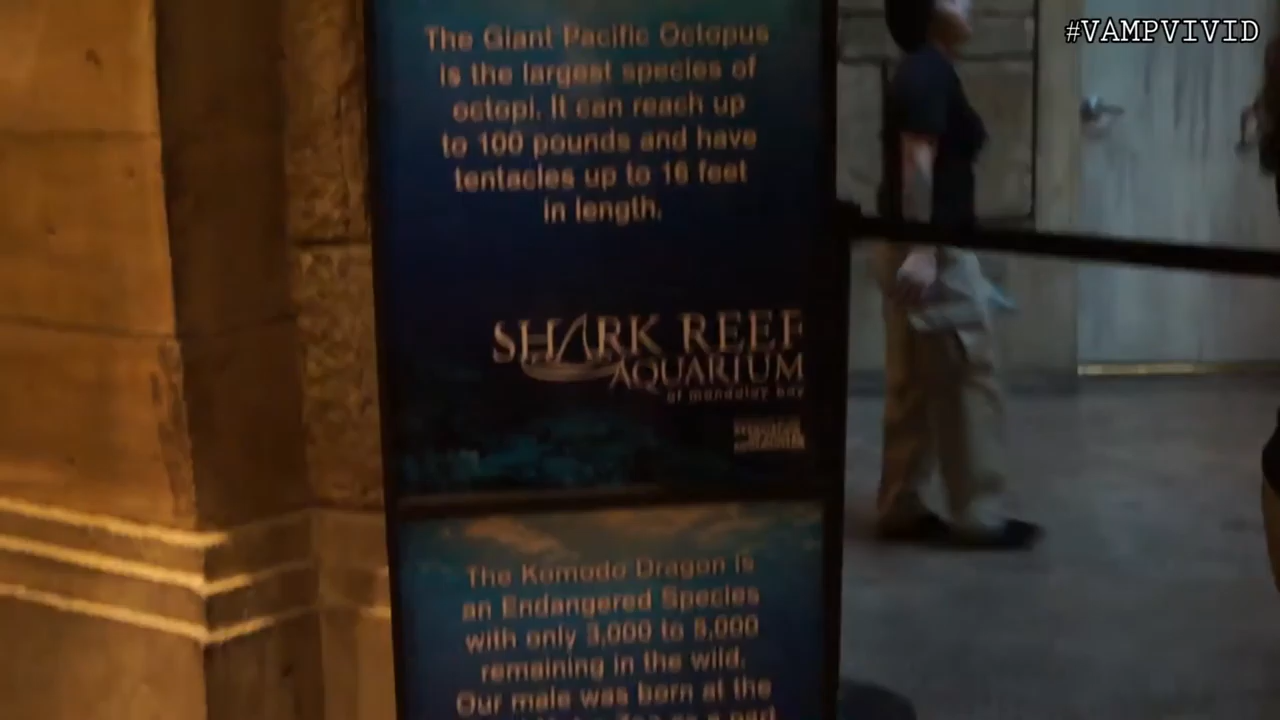 #VAMPVIVID
The Giant Pacific Octopus
is the largest species of
octopi. It can reach up
to 100 pounds and have
tentacles up to 16 feet
in length.
SHARK REEF
AQUARIUM
at mandalay bay
The Komodo Dragon is
an Endangered Species
with only 3,000 to 5,000
remaining in the wild.
Our male was born at the